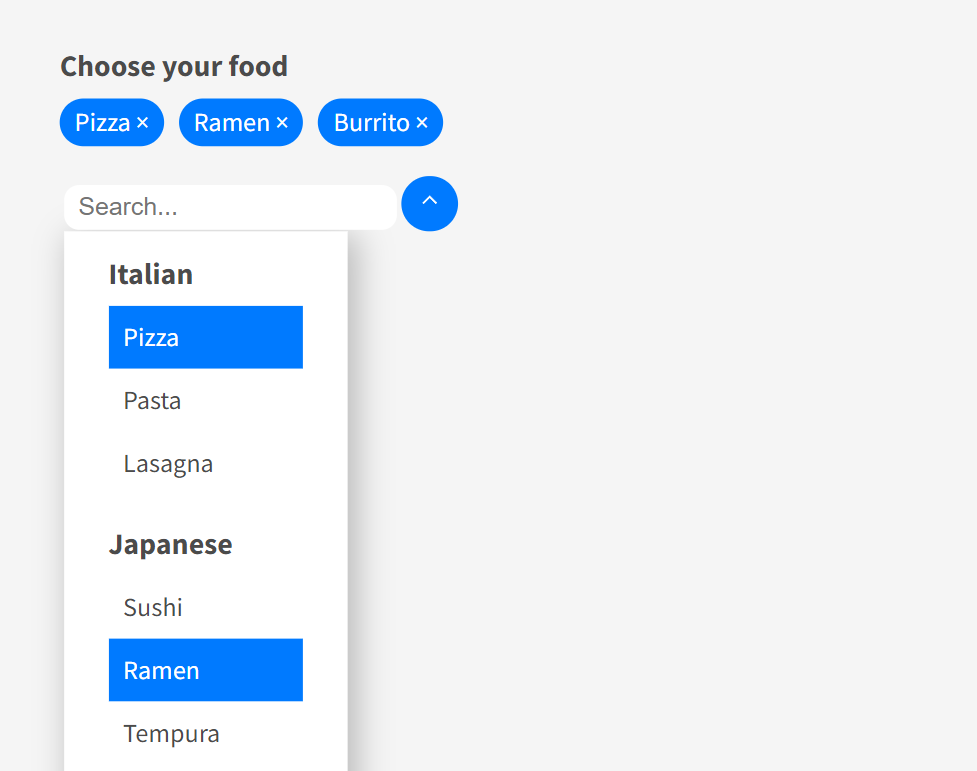 Choose your food
Pizza × Ramen × Burrito ×
Search...
Italian
Pizza
Pasta
Lasagna
Japanese
Sushi
Ramen
Tempura